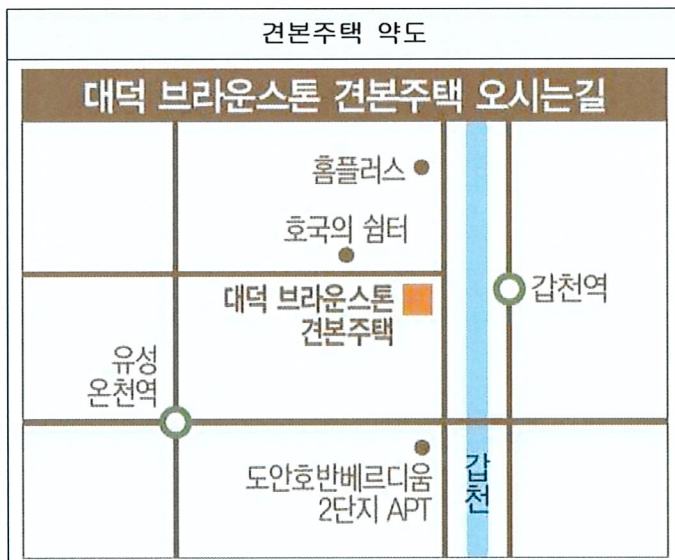 견본주택 약도
대덕 브라운스톤 견본주택 오시는길
홈플러스
호국의 쉼터
대덕 브라운스톤
견본주택
갑천역
유성
온천역
도안호반베르디움
2단지 APT
갑천